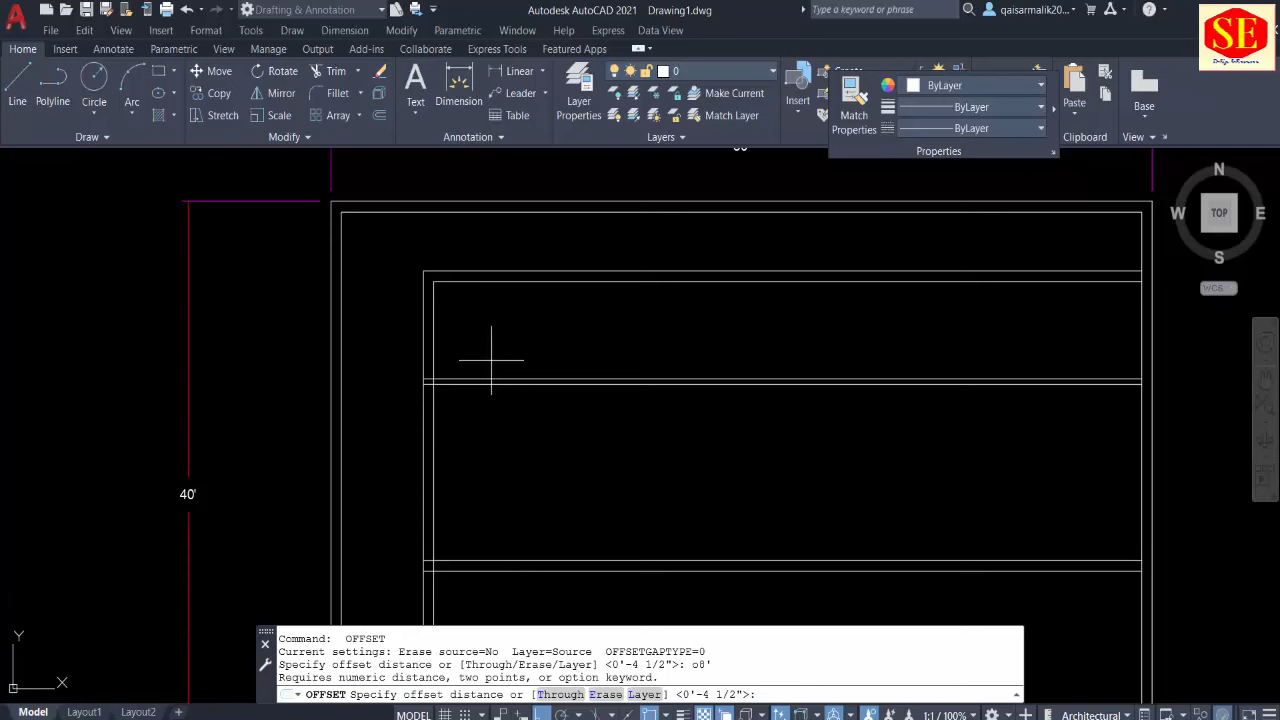 Drafting & Annotation
Autodesk AutoCAD 2021 Drawing1.dwg
Type a keyword or phrase
qaisarmalik20...
SE
File Edit View Insert Format Tools Draw Dimension Modify Parametric Window Help Express Data View
Home Insert Annotate Parametric View Manage Output Add-ins Collaborate Express Tools Featured Apps
Line Polyline Circle Arc
Move Rotate Trim
Copy Mirror Fillet
Stretch Scale Array
Text Dimension
Linear
Leader
Table
Layer Properties
0
Make Current
Match Layer
Insert
Match Properties
ByLayer
ByLayer
ByLayer
Paste
Base
Draw Modify Annotation Layers Properties Clipboard View
N
W TOP E
S
WCS
40'
Y
X
Command: OFFSET
Current settings: Erase source=No Layer=Source OFFSETGAPTYPE=0
Specify offset distance or [Through/Erase/Layer] <0'-4 1/2">: o8'
Requires numeric distance, two points, or option keyword.
OFFSET Specify offset distance or [Through Erase Layer] <0'-4 1/2">:
Model Layout1 Layout2 +
MODEL 1:1 / 100% Architectural